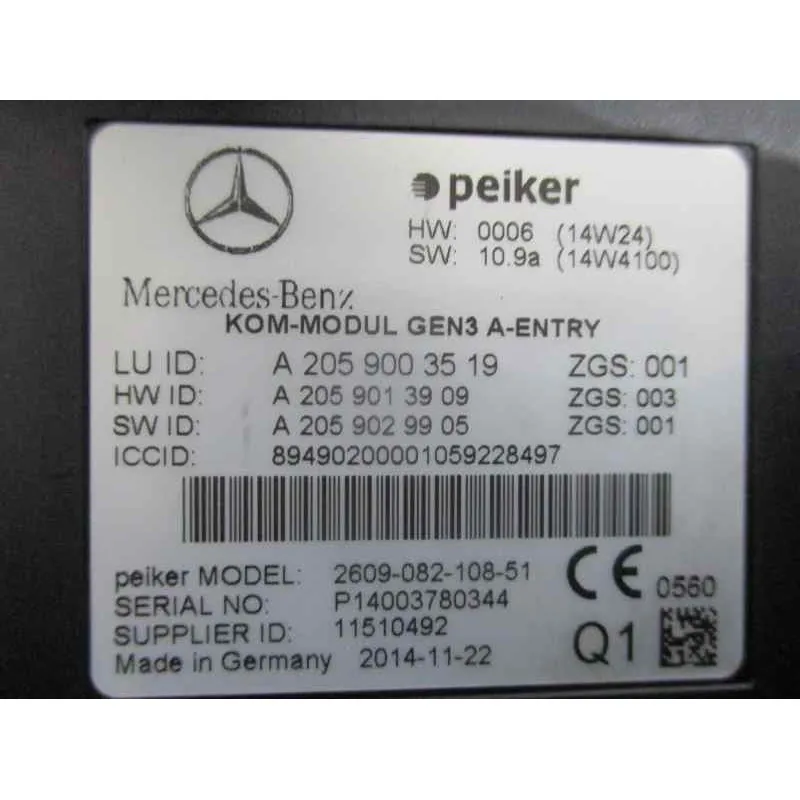 peiker
HW: 0006 (14W24)
SW: 10.9a (14W4100)
Mercedes-Benz
KOM-MODUL GEN3 A-ENTRY
LU ID: A 205 900 35 19 ZGS: 001
HW ID: A 205 901 39 09 ZGS: 003
SW ID: A 205 902 99 05 ZGS: 001
ICCID: 89490200001059228497
peiker MODEL: 2609-082-108-51
SERIAL NO: P14003780344
SUPPLIER ID: 11510492
Made in Germany 2014-11-22
CE 0560
Q1